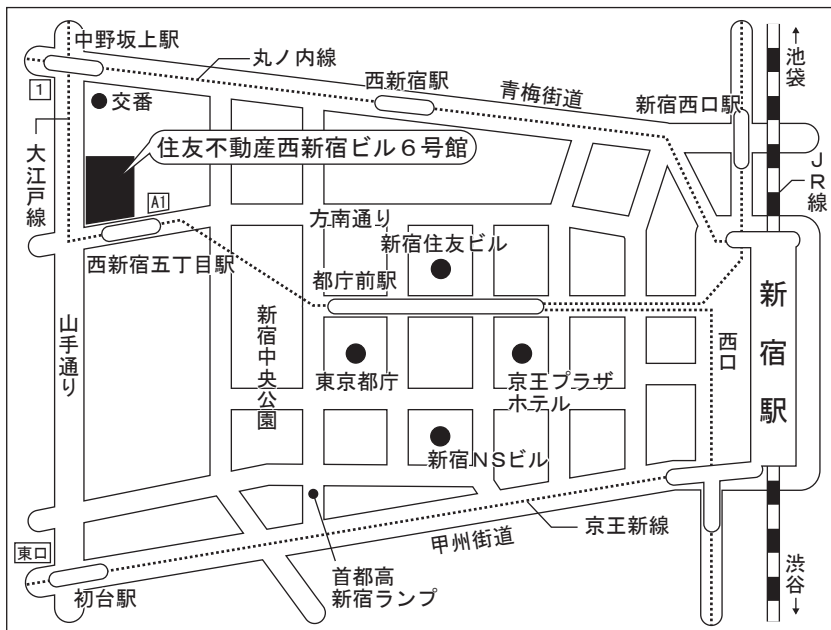 中野坂上駅
丸ノ内線
西新宿駅
青梅街道
新宿西口駅
←池袋
1
交番
大江戸線
住友不動産西新宿ビル6号館
JR線
A1
方南通り
新宿住友ビル
西新宿五丁目駅
都庁前駅
新宿駅
山手通り
新宿中央公園
西口
東京都庁
京王プラザ
ホテル
新宿NSビル
京王新線
甲州街道
東口
初台駅
首都高
新宿ランプ
渋谷→